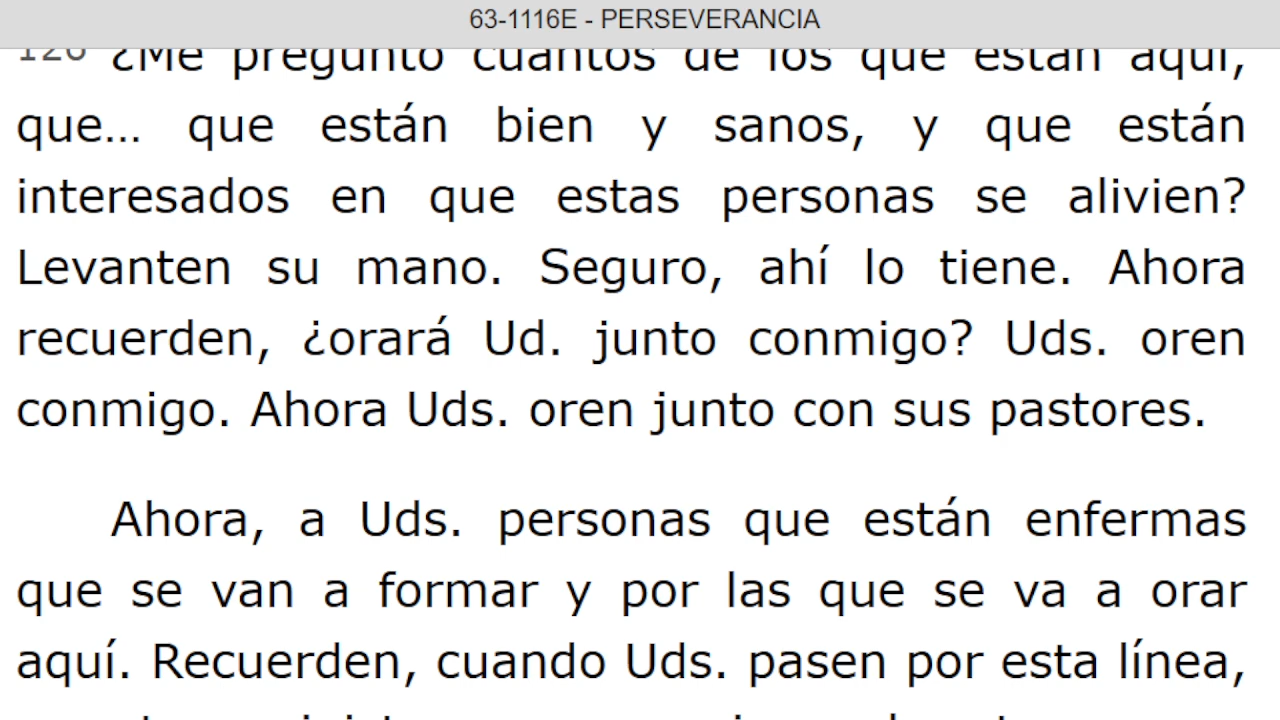 63-1116E - PERSEVERANCIA
126 ¿Me pregunto cuántos de los que están aquí,
que... que están bien y sanos, y que están
interesados en que estas personas se alivien?
Levanten su mano. Seguro, ahí lo tiene. Ahora
recuerden, ¿orará Ud. junto conmigo? Uds. oren
conmigo. Ahora Uds. oren junto con sus pastores.
Ahora, a Uds. personas que están enfermas
que se van a formar y por las que se va a orar
aquí. Recuerden, cuando Uds. pasen por esta línea,